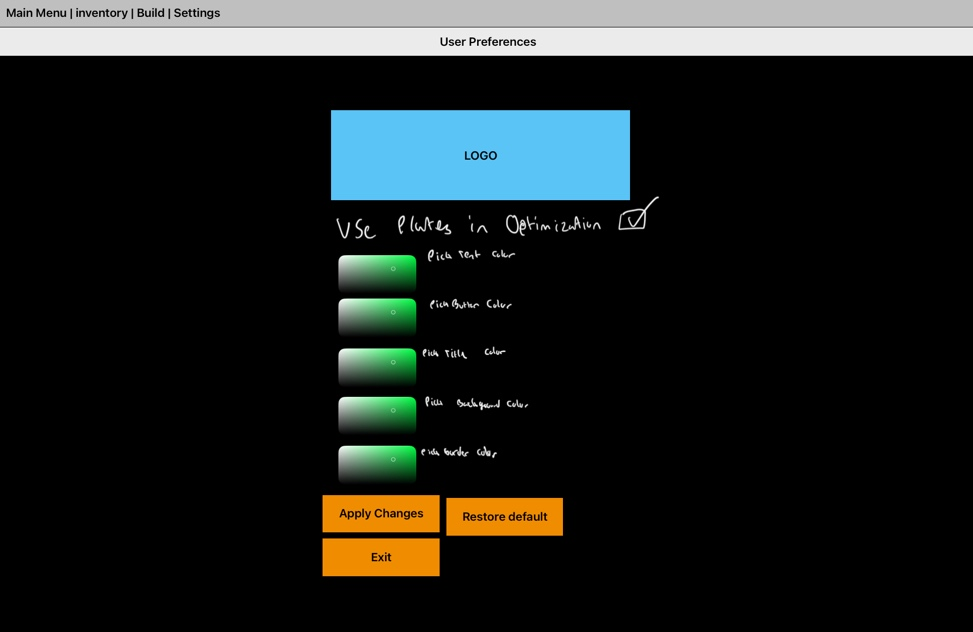 Main Menu | inventory | Build | Settings
User Preferences
LOGO
Use Plates in Optimization
Pick Text Color
Pick Button Color
Pick Title Color
Pick Background Color
Pick border color
Apply Changes
Restore default
Exit